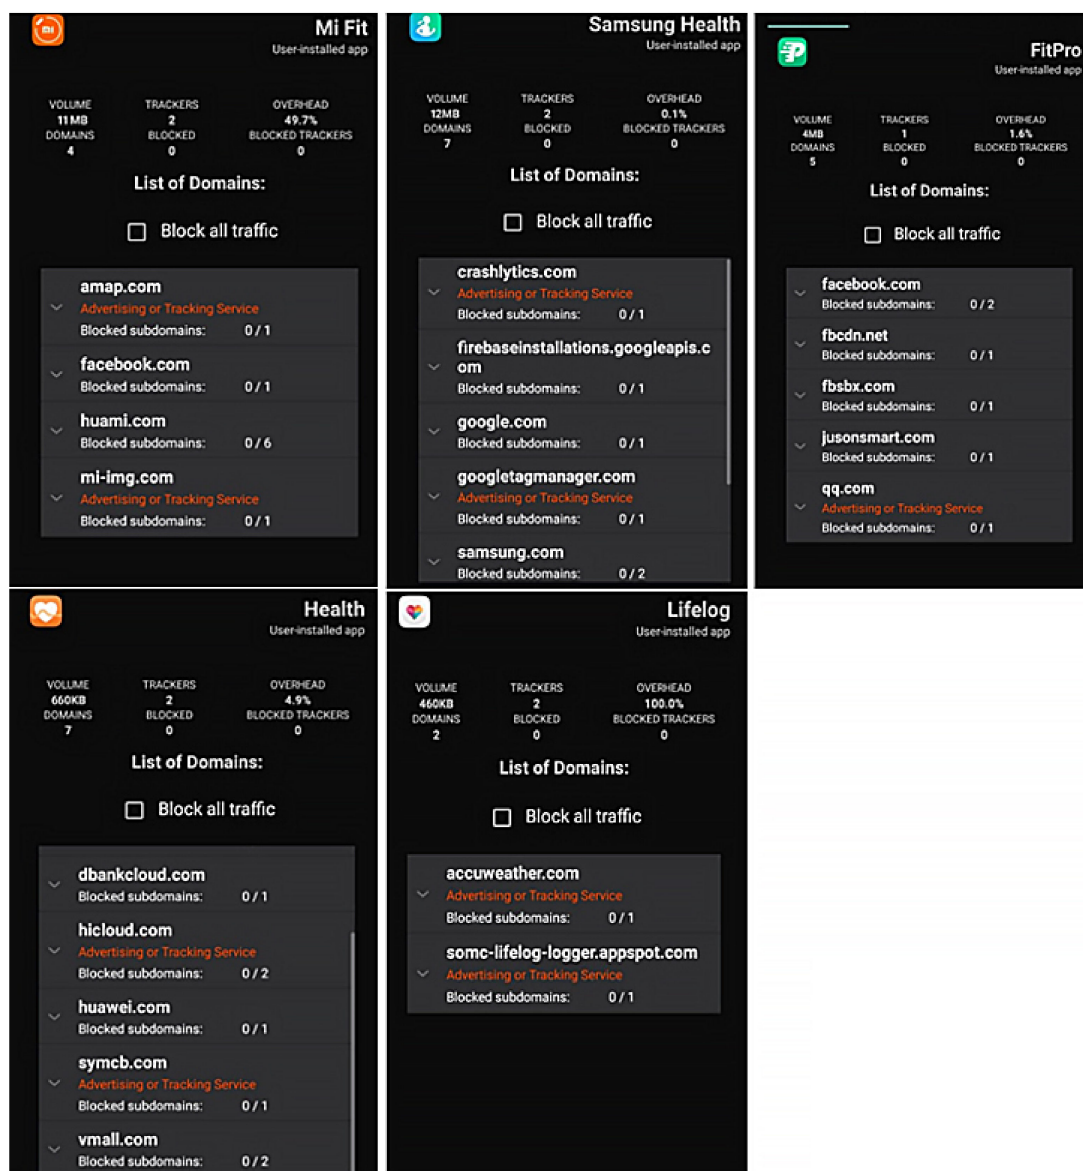 Mi Fit
User-installed app
VOLUME TRACKERS OVERHEAD
11MB 2 49.7%
DOMAINS BLOCKED BLOCKED TRACKERS
4 0 0
List of Domains:
Block all traffic
amap.com
Advertising or Tracking Service
Blocked subdomains: 0 / 1
facebook.com
Blocked subdomains: 0 / 1
huami.com
Blocked subdomains: 0 / 6
mi-img.com
Advertising or Tracking Service
Blocked subdomains: 0 / 1
Samsung Health
User-installed app
VOLUME TRACKERS OVERHEAD
12MB 2 0.1%
DOMAINS BLOCKED BLOCKED TRACKERS
7 0 0
List of Domains:
Block all traffic
crashlytics.com
Advertising or Tracking Service
Blocked subdomains: 0 / 1
firebaseinstallations.googleapis.c
om
Blocked subdomains: 0 / 1
google.com
Blocked subdomains: 0 / 1
googletagmanager.com
Advertising or Tracking Service
Blocked subdomains: 0 / 1
samsung.com
Blocked subdomains: 0 / 2
FitPro
User-installed app
VOLUME TRACKERS OVERHEAD
4MB 1 1.6%
DOMAINS BLOCKED BLOCKED TRACKERS
5 0 0
List of Domains:
Block all traffic
facebook.com
Blocked subdomains: 0 / 2
fbcdn.net
Blocked subdomains: 0 / 1
fbsbx.com
Blocked subdomains: 0 / 1
jusonsmart.com
Blocked subdomains: 0 / 1
qq.com
Advertising or Tracking Service
Blocked subdomains: 0 / 1
Health
User-installed app
VOLUME TRACKERS OVERHEAD
660KB 2 4.9%
DOMAINS BLOCKED BLOCKED TRACKERS
7 0 0
List of Domains:
Block all traffic
dbankcloud.com
Blocked subdomains: 0 / 1
hicloud.com
Advertising or Tracking Service
Blocked subdomains: 0 / 2
huawei.com
Blocked subdomains: 0 / 1
symcb.com
Advertising or Tracking Service
Blocked subdomains: 0 / 1
vmall.com
Blocked subdomains: 0 / 2
Lifelog
User-installed app
VOLUME TRACKERS OVERHEAD
460KB 2 100.0%
DOMAINS BLOCKED BLOCKED TRACKERS
2 0 0
List of Domains:
Block all traffic
accuweather.com
Advertising or Tracking Service
Blocked subdomains: 0 / 1
somc-lifelog-logger.appspot.com
Advertising or Tracking Service
Blocked subdomains: 0 / 1